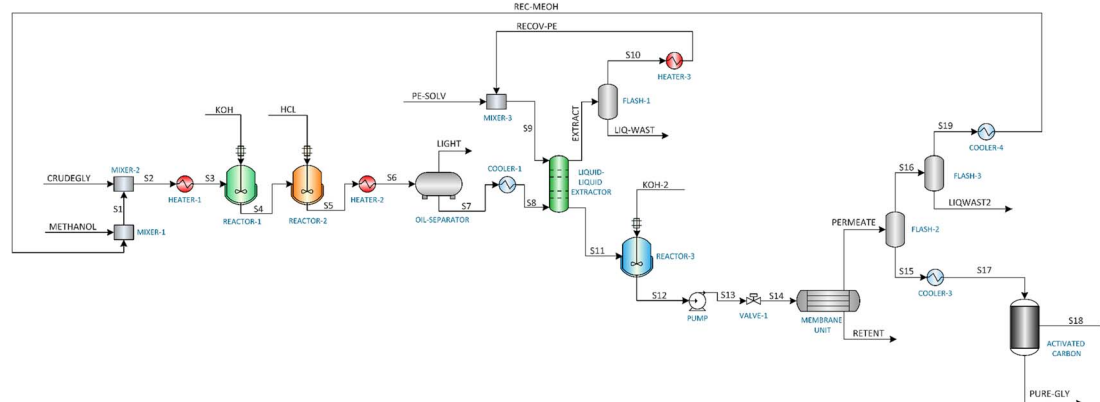 REC-MEOH
RECOV-PE
S10
HEATER-3
PE-SOLV
MIXER-3
FLASH-1
S9
EXTRACT
LIQ-WAST
KOH
HCL
LIGHT
S19
COOLER-4
CRUDEGLY
MIXER-2
S2
HEATER-1
S3
REACTOR-1
S4
REACTOR-2
S5
HEATER-2
S6
OIL-SEPARATOR
S7
COOLER-1
S8
LIQUID-
LIQUID
EXTRACTOR
S16
FLASH-3
LIQWAST2
S1
METHANOL
MIXER-1
KOH-2
S11
REACTOR-3
PERMEATE
FLASH-2
S15
S17
COOLER-3
S12
PUMP
S13
VALVE-1
S14
MEMBRANE
UNIT
RETENT
S18
ACTIVATED
CARBON
PURE-GLY